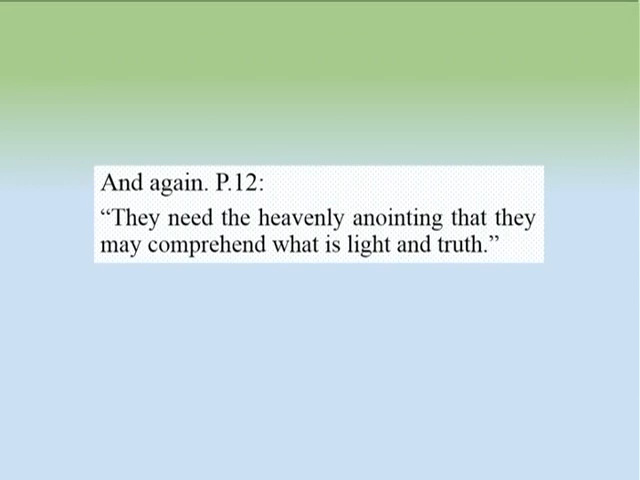 And again. P.12:
“They need the heavenly anointing that they
may comprehend what is light and truth.”